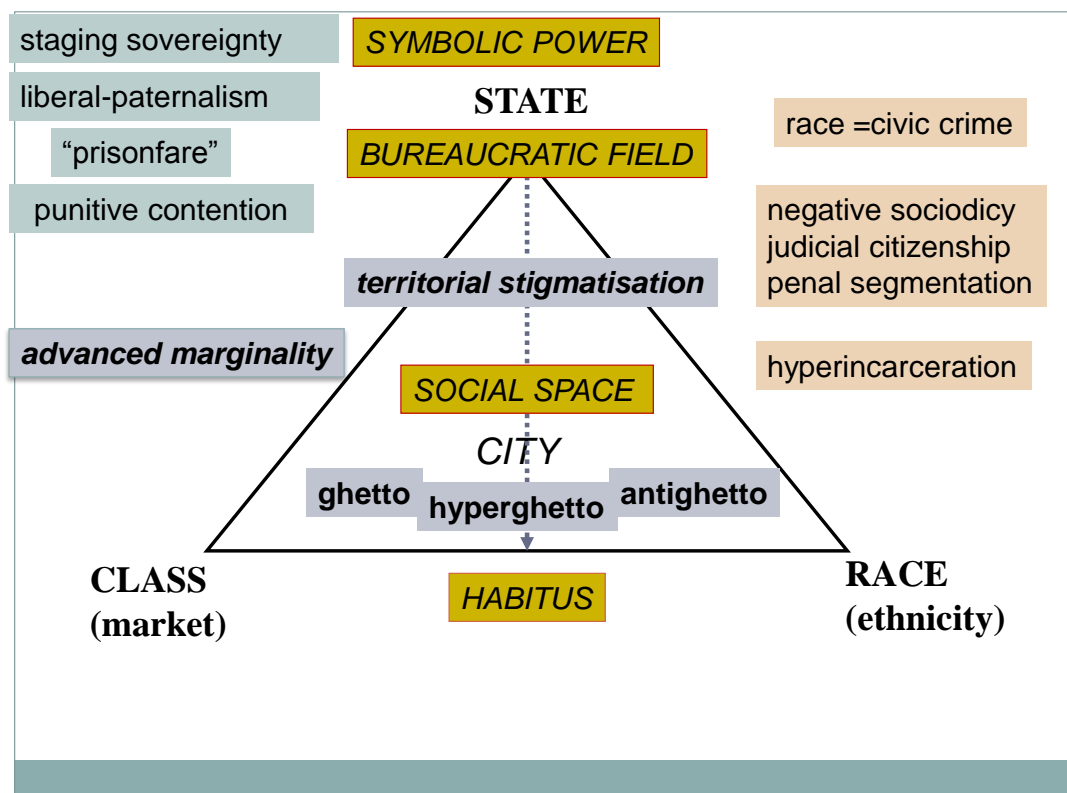 staging sovereignty
SYMBOLIC POWER
liberal-paternalism
STATE
race =civic crime
“prisonfare”
BUREAUCRATIC FIELD
punitive contention
negative sociodicy
judicial citizenship
penal segmentation
territorial stigmatisation
advanced marginality
hyperincarceration
SOCIAL SPACE
CITY
ghetto
hyperghetto
antighetto
CLASS
(market)
HABITUS
RACE
(ethnicity)